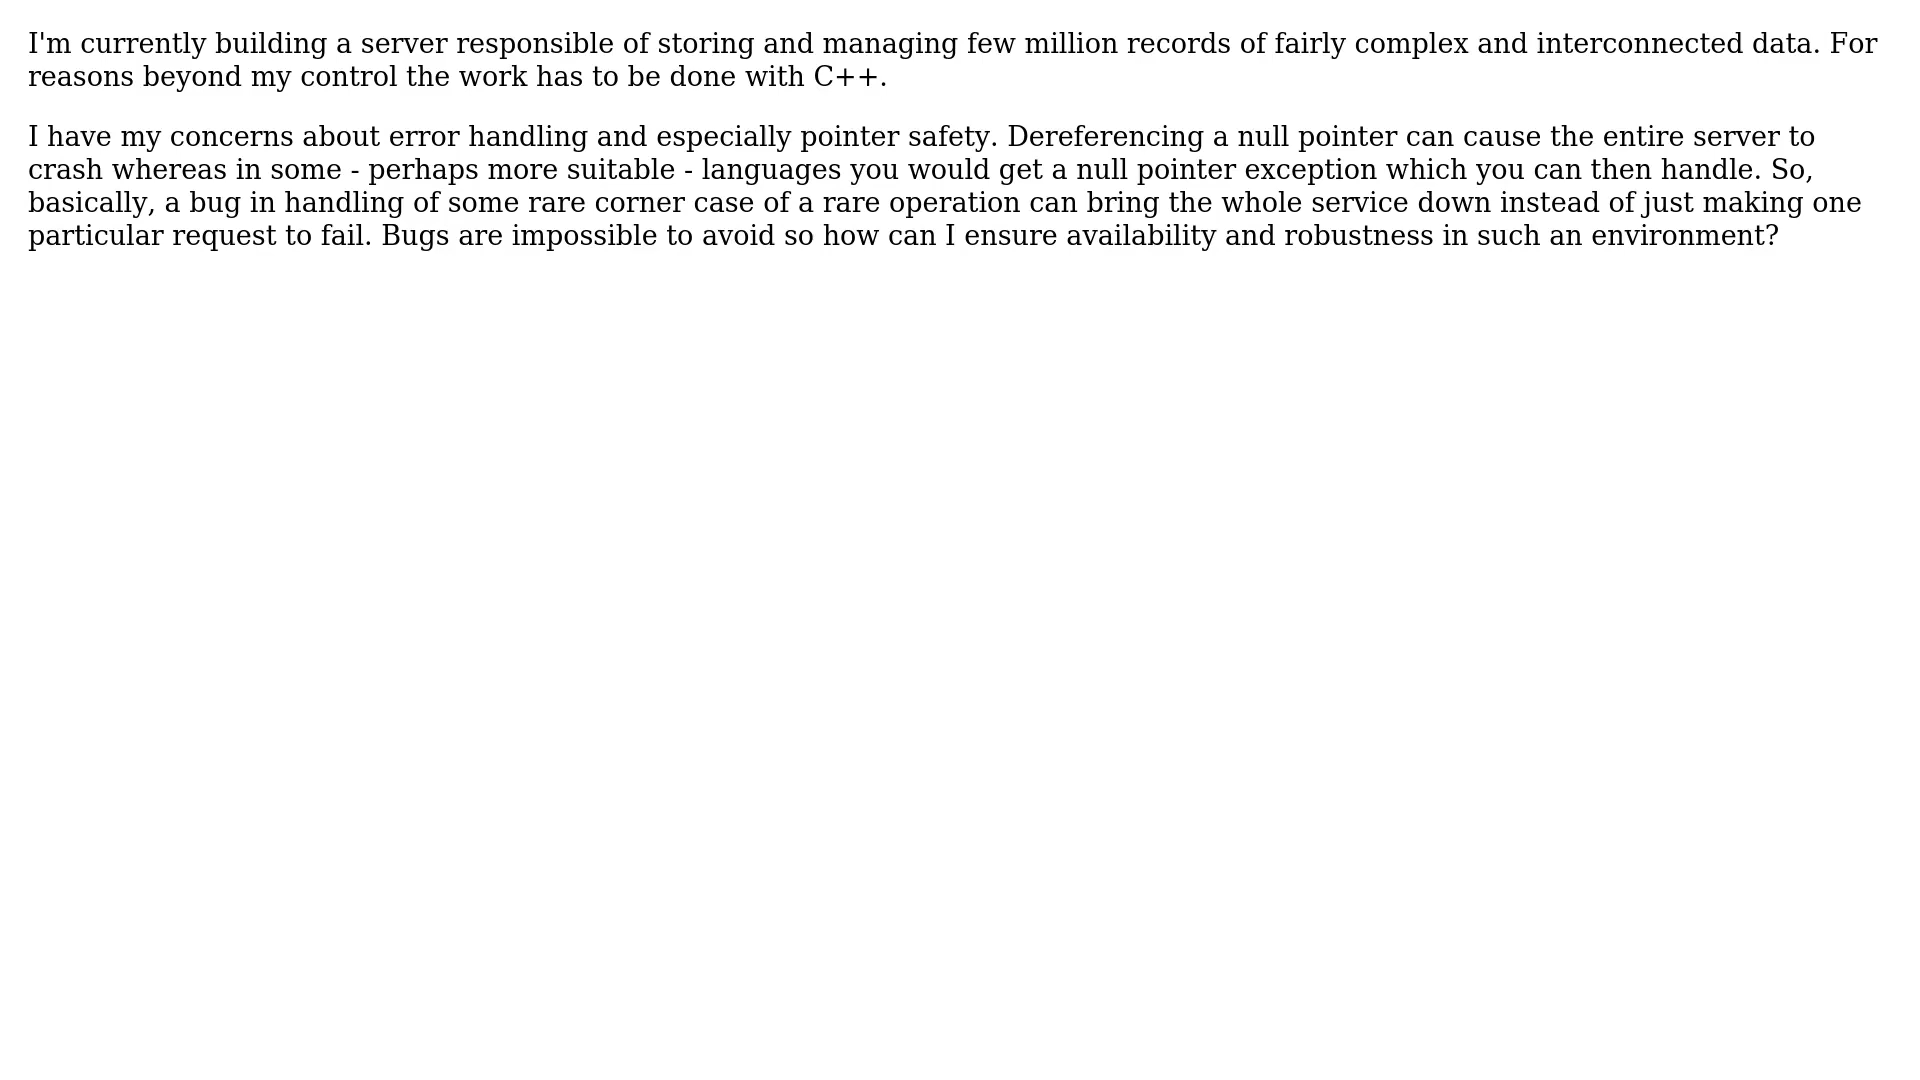 I'm currently building a server responsible of storing and managing few million records of fairly complex and interconnected data. For
reasons beyond my control the work has to be done with C++.
I have my concerns about error handling and especially pointer safety. Dereferencing a null pointer can cause the entire server to
crash whereas in some - perhaps more suitable - languages you would get a null pointer exception which you can then handle. So,
basically, a bug in handling of some rare corner case of a rare operation can bring the whole service down instead of just making one
particular request to fail. Bugs are impossible to avoid so how can I ensure availability and robustness in such an environment?